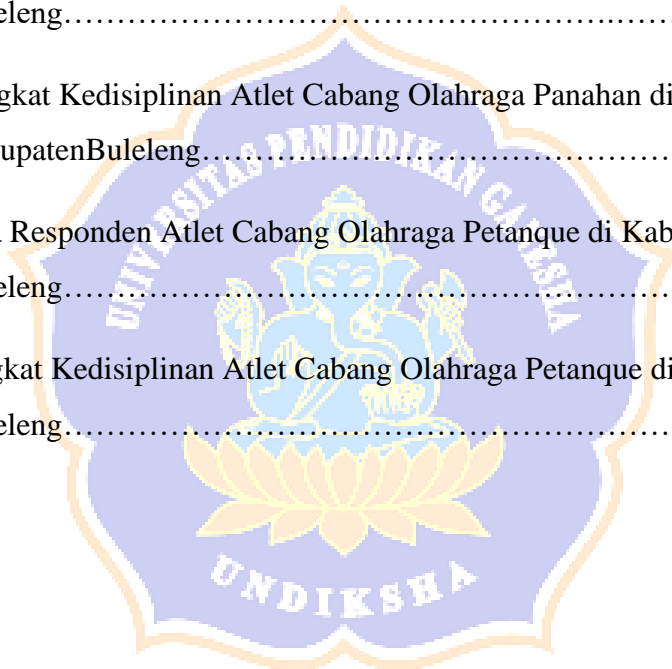 eleng……………………………………………………
gkat Kedisiplinan Atlet Cabang Olahraga Panahan di
upatenBuleleng………………………………………
a Responden Atlet Cabang Olahraga Petanque di Kab
eleng……………………………………………………
gkat Kedisiplinan Atlet Cabang Olahraga Petanque di
eleng……………………………………………………
UNIVERSITAS PENDIDIKAN GANESHA
UNDIKSHA